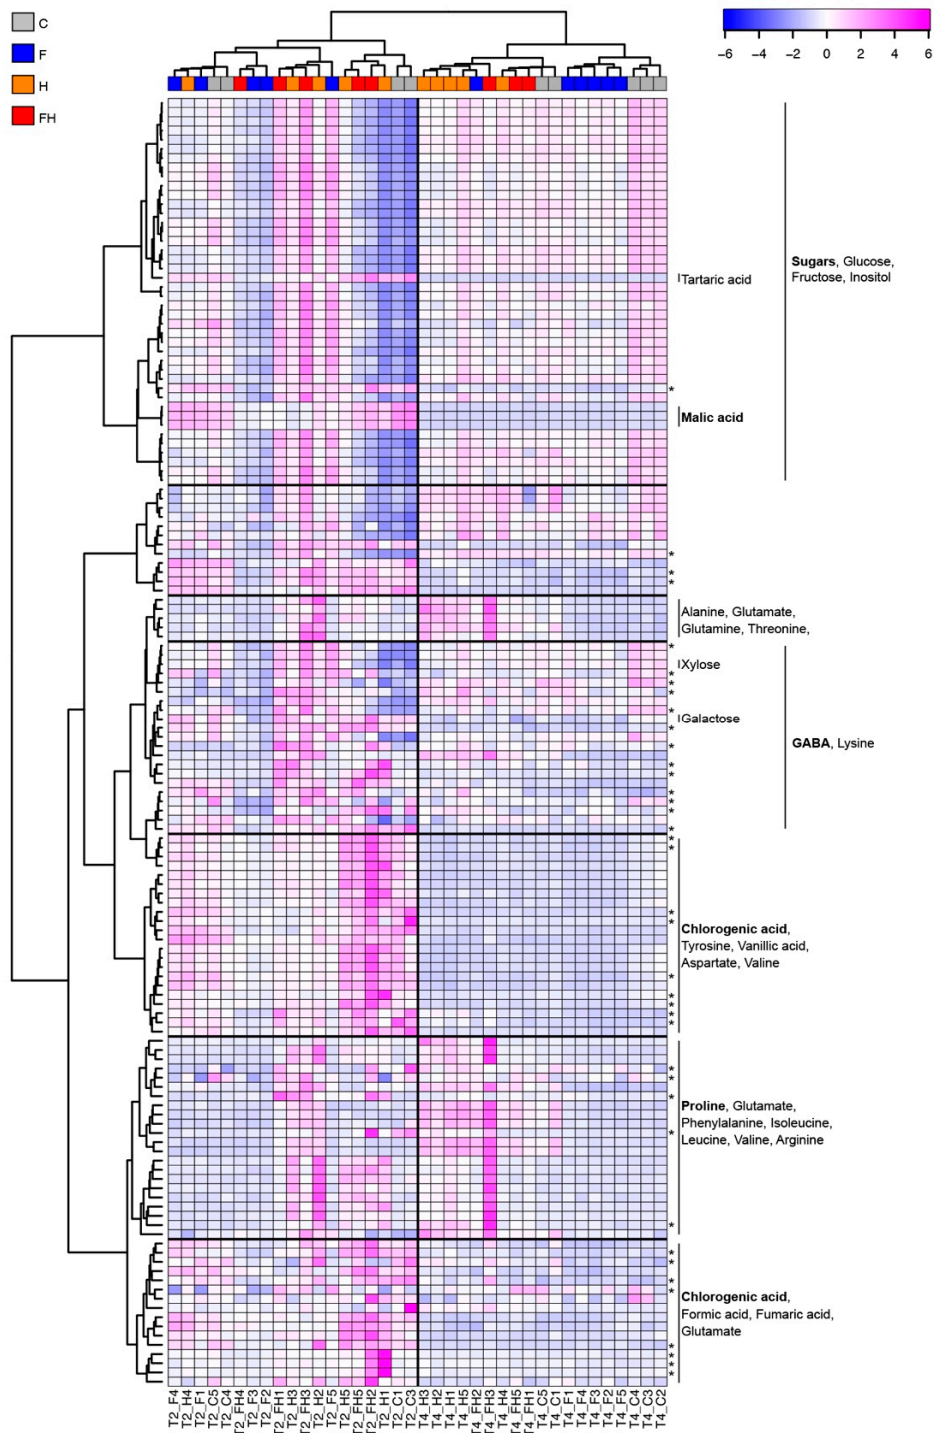 C
F
H
FH
−6 −4 −2 0 2 4 6
Sugars, Glucose,
Fructose, Inositol
Tartaric acid
*
Malic acid
*
*
*
Alanine, Glutamate,
Glutamine, Threonine,
*
Xylose
*
*
*
Galactose
*
GABA, Lysine
*
*
*
*
*
*
*
*
*
*
*
Chlorogenic acid,
Tyrosine, Vanillic acid,
Aspartate, Valine
*
*
*
*
*
*
*
*
Proline, Glutamate,
Phenylalanine, Isoleucine,
Leucine, Valine, Arginine
*
*
*
*
*
*
Chlorogenic acid,
Formic acid, Fumaric acid,
Glutamate
*
*
*
*
T2_F4
T2_H4
T2_F1
T2_C5
T2_C4
T2_FH4
T2_F3
T2_F2
T2_FH1
T2_H3
T2_FH3
T2_H2
T2_F5
T2_H5
T2_FH5
T2_FH2
T2_H1
T2_C1
T2_C3
T4_H3
T4_H2
T4_H1
T4_H5
T4_FH2
T4_FH3
T4_H4
T4_FH5
T4_FH1
T4_C5
T4_C1
T4_F1
T4_F4
T4_F3
T4_F2
T4_F5
T4_C4
T4_C3
T4_C2